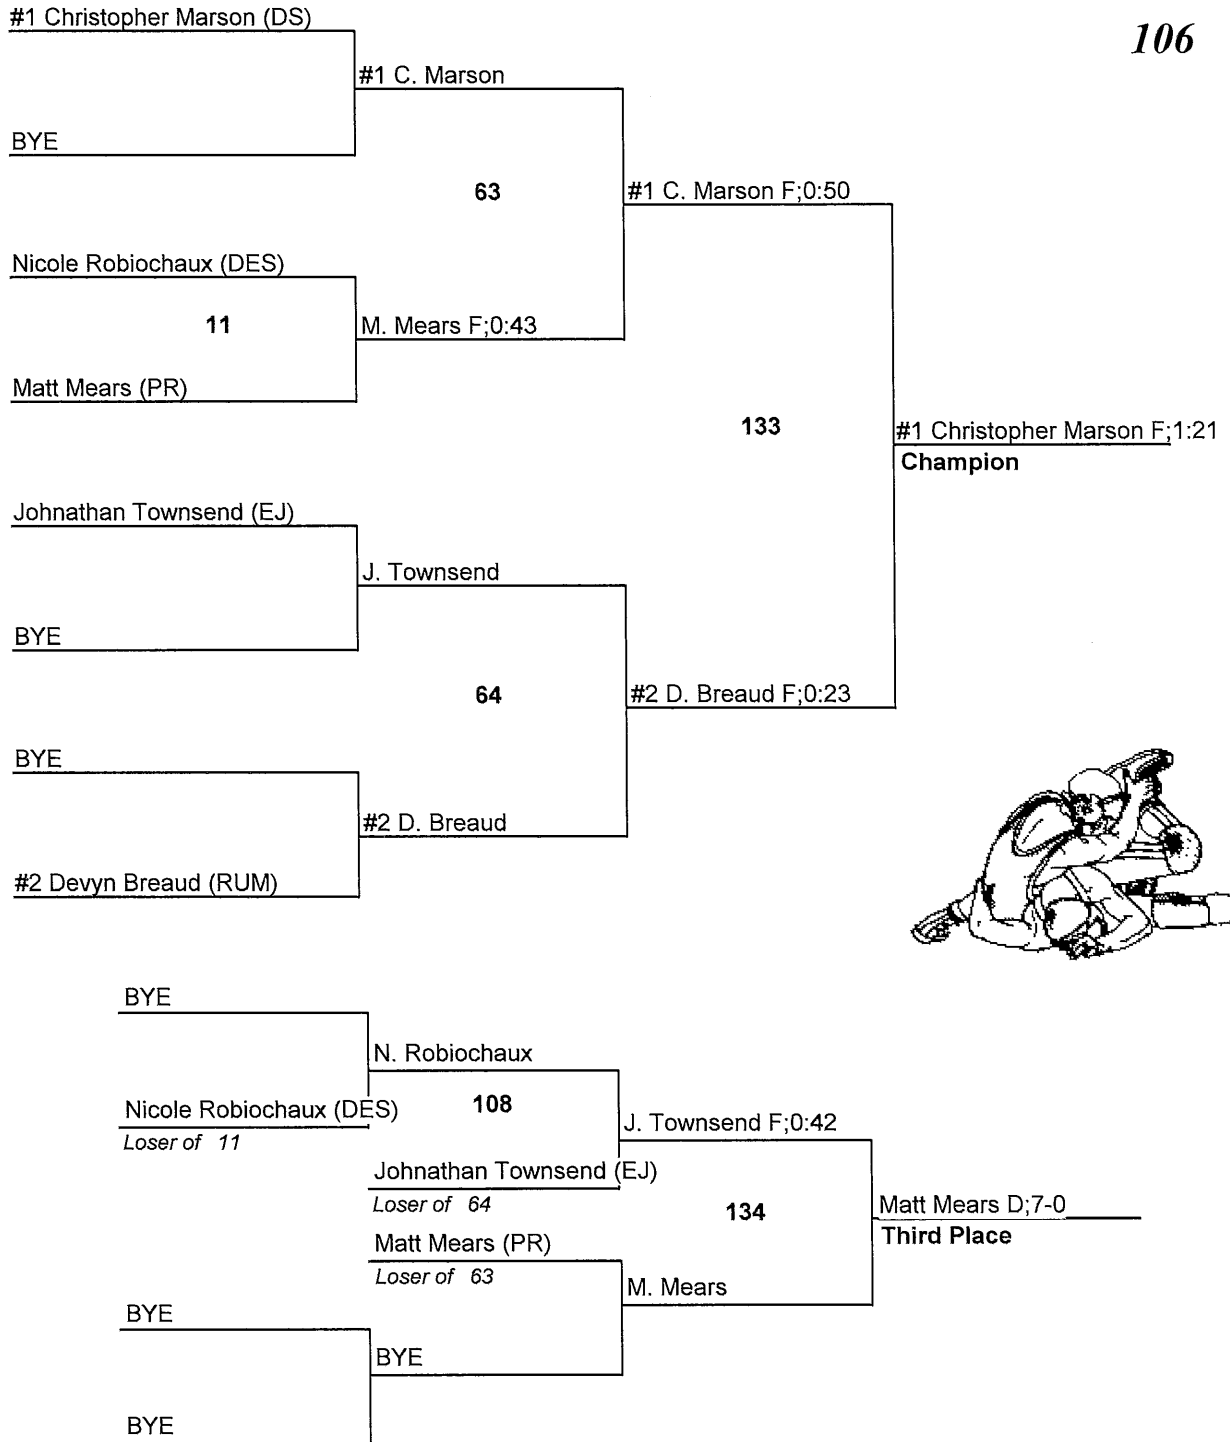 #1 Christopher Marson (DS)
106
#1 C. Marson
BYE
63
#1 C. Marson F;0:50
Nicole Robiochaux (DES)
11
M. Mears F;0:43
Matt Mears (PR)
133
#1 Christopher Marson F;1:21
Champion
Johnathan Townsend (EJ)
J. Townsend
BYE
64
#2 D. Breaud F;0:23
BYE
#2 D. Breaud
#2 Devyn Breaud (RUM)
BYE
N. Robiochaux
Nicole Robiochaux (DES)
108
Loser of 11
J. Townsend F;0:42
Johnathan Townsend (EJ)
Loser of 64
134
Matt Mears D;7-0
Third Place
Matt Mears (PR)
Loser of 63
M. Mears
BYE
BYE
BYE